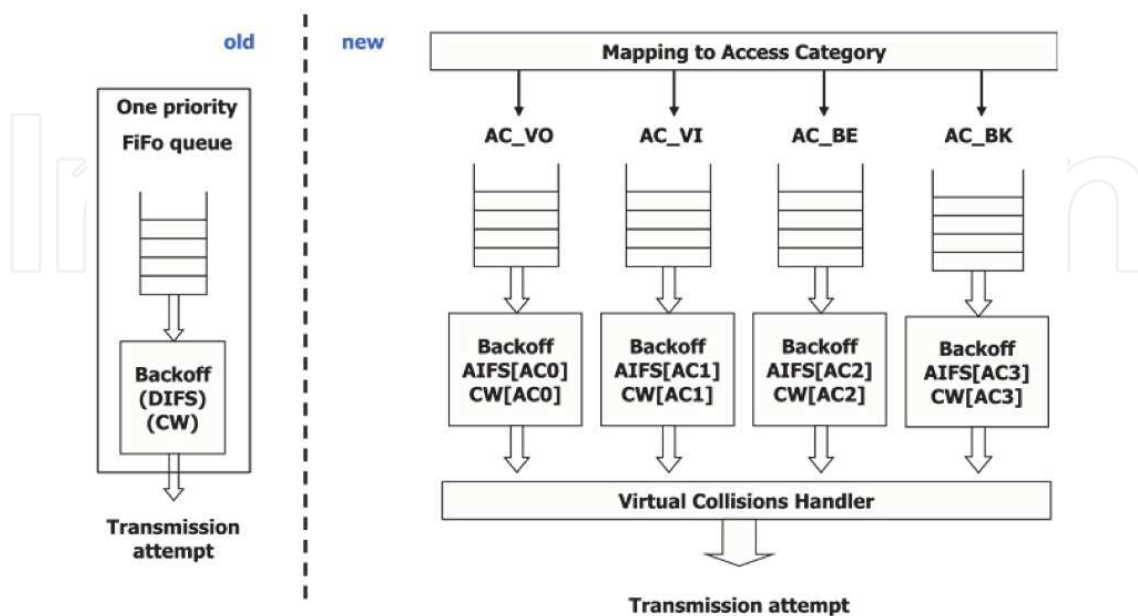 old
new
One priority
FiFo queue
Backoff
(DIFS)
(CW)
Transmission
attempt
Mapping to Access Category
AC_VO AC_VI AC_BE AC_BK
Backoff Backoff Backoff Backoff
AIFS[AC0] AIFS[AC1] AIFS[AC2] AIFS[AC3]
CW[AC0] CW[AC1] CW[AC2] CW[AC3]
Virtual Collisions Handler
Transmission attempt